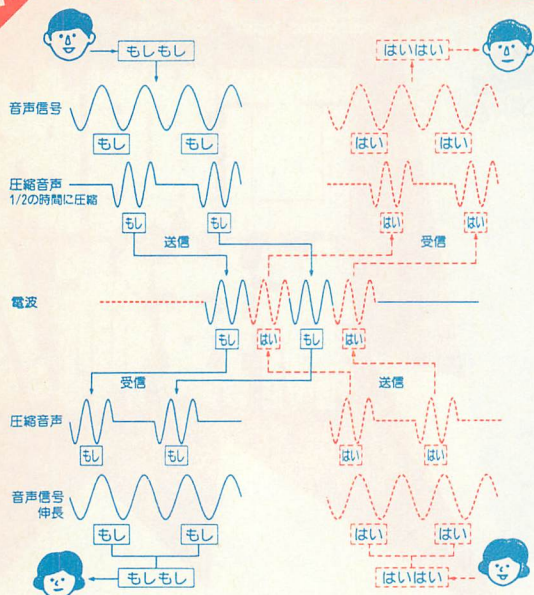 もしもし
はいはい
音声信号
もし
もし
はい
はい
圧縮音声
1/2の時間に圧縮
もし
もし
はい
はい
送信
受信
電波
もし
はい
もし
はい
受信
送信
圧縮音声
もし
もし
はい
はい
音声信号
伸長
もし
もし
はい
はい
もしもし
はいはい